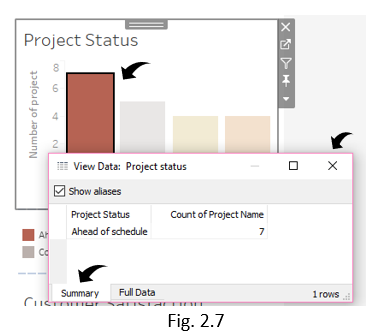 Project Status
Number of project
8
6
4
2
View Data: Project status
Show aliases
Project Status Count of Project Name
Ahead of schedule 7
Summary Full Data 1 rows
Ah
Co
Customer Satisfaction
Fig. 2.7